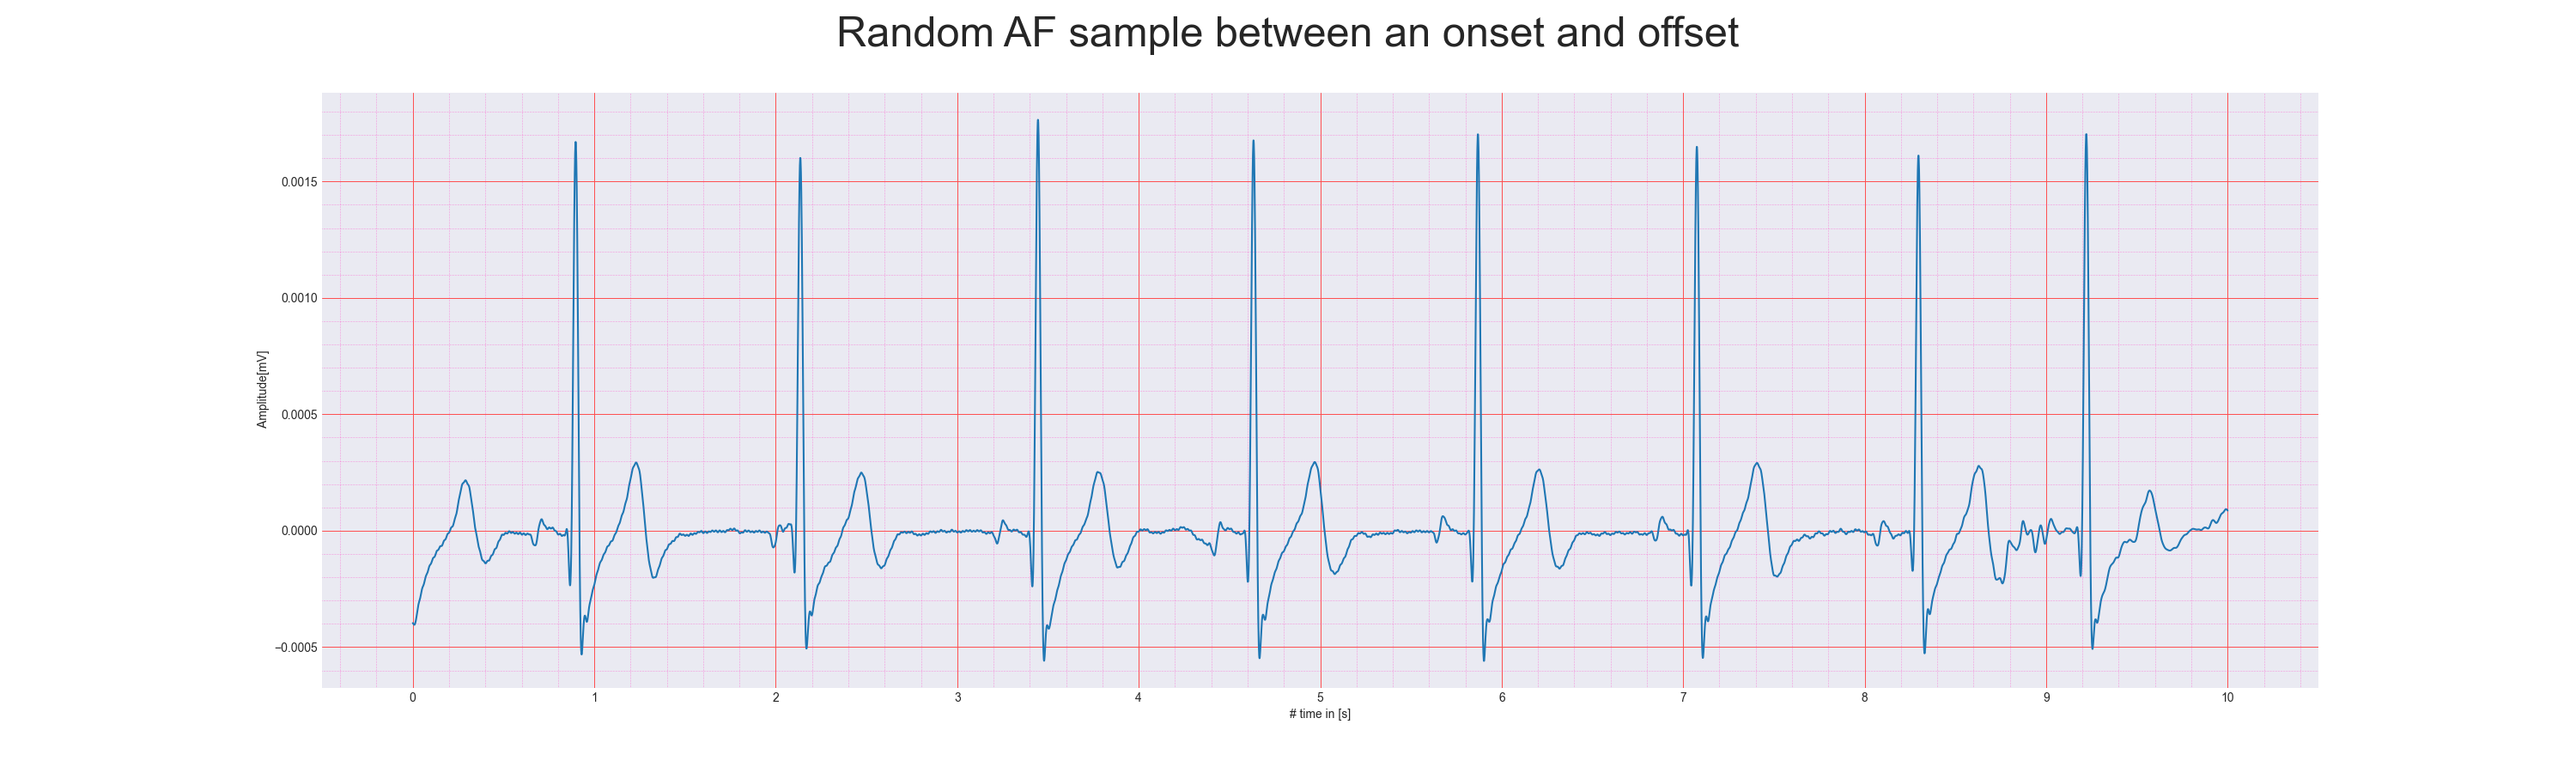 Random AF sample between an onset and offset
0.0015
0.0010
0.0005
0.0000
−0.0005
Amplitude[mV]
0 1 2 3 4 5 6 7 8 9 10
# time in [s]